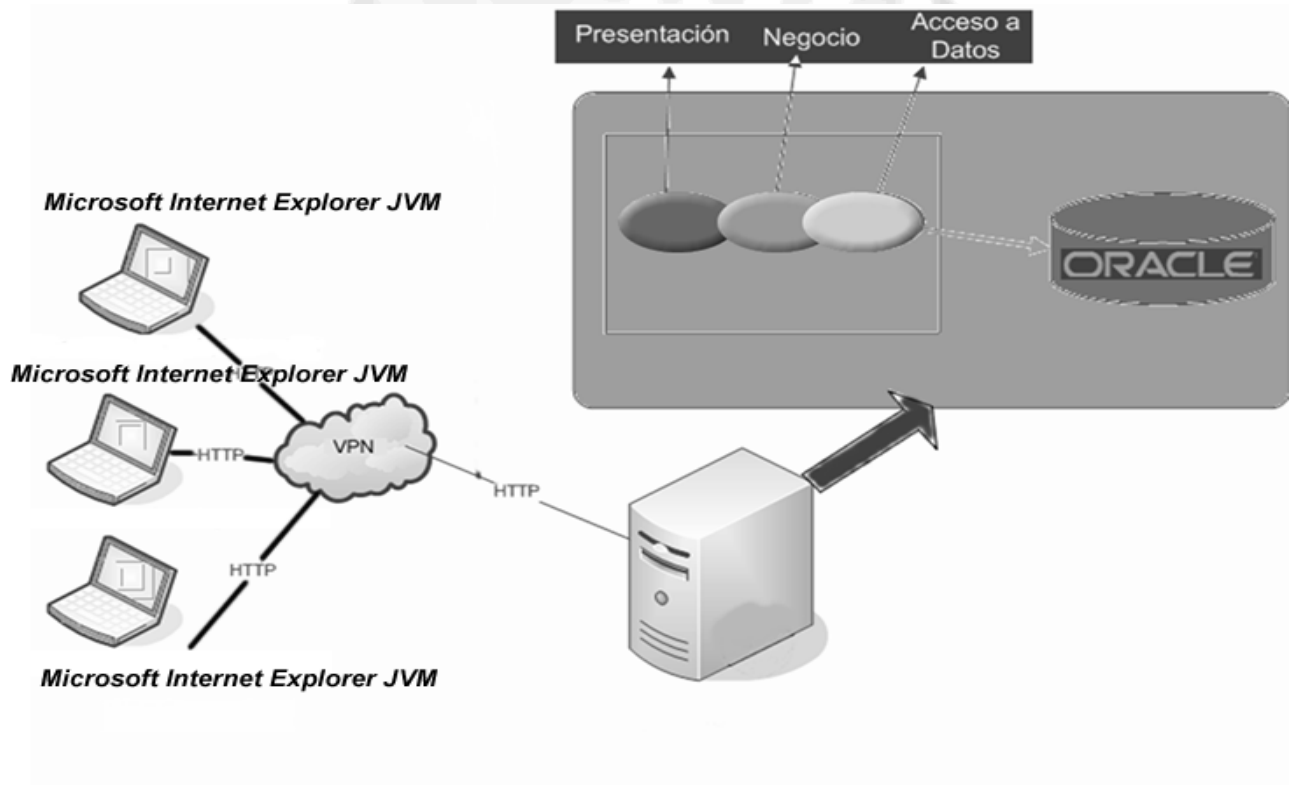 Presentación
Negocio
Acceso a
Datos
Microsoft Internet Explorer JVM
ORACLE
HTTP
Microsoft Internet Explorer JVM
HTTP
VPN
HTTP
HTTP
Microsoft Internet Explorer JVM